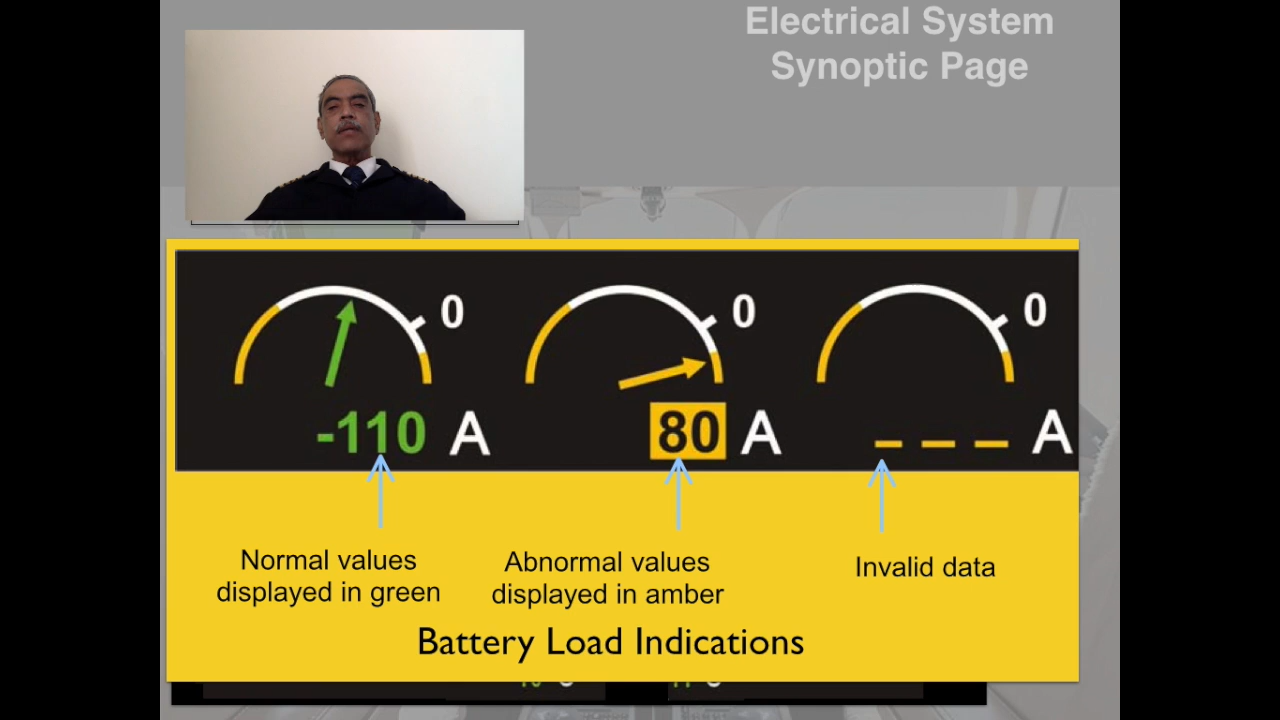 Electrical System
Synoptic Page
0
0
0
-110 A
80 A
--- A
Normal values
displayed in green
Abnormal values
displayed in amber
Invalid data
Battery Load Indications